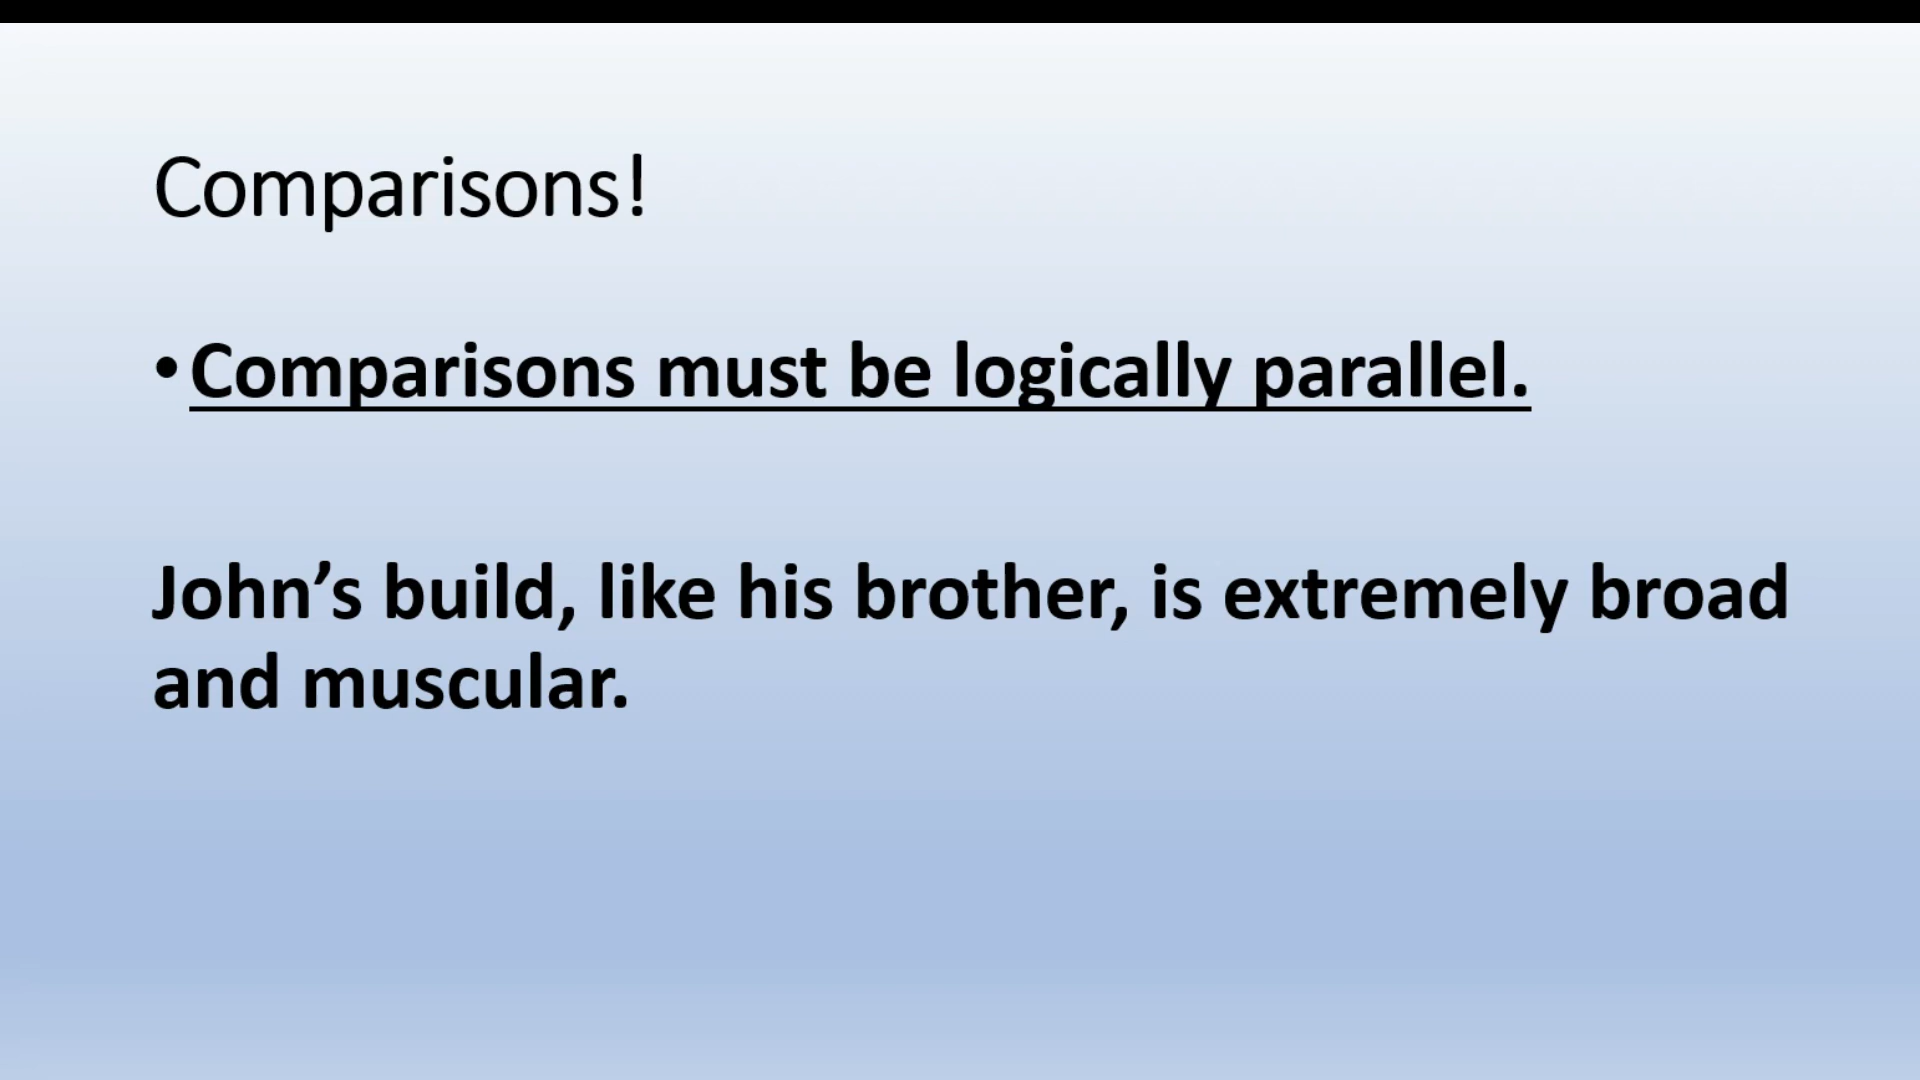 Comparisons!
• Comparisons must be logically parallel.
John’s build, like his brother, is extremely broad
and muscular.